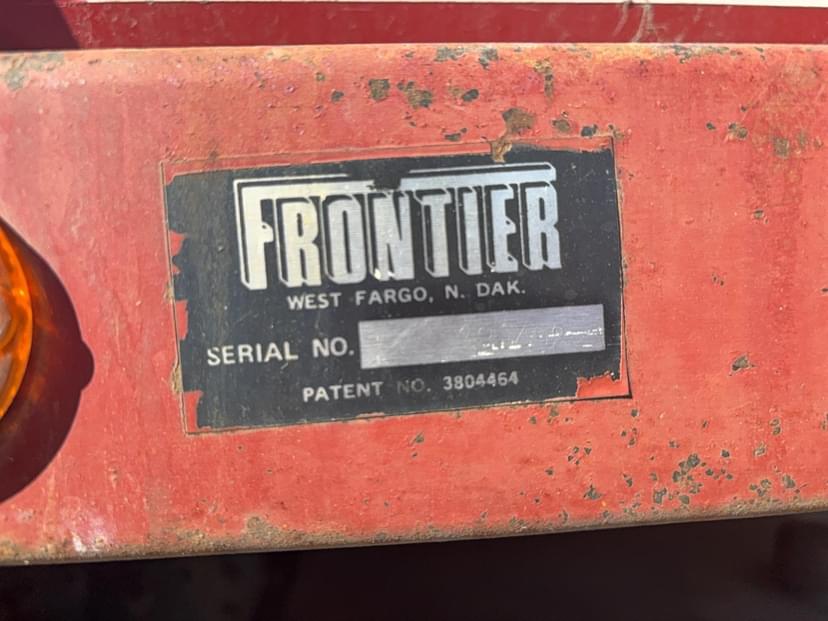 FRONTIER
WEST FARGO, N. DAK.
SERIAL NO.
PATENT NO. 3804464